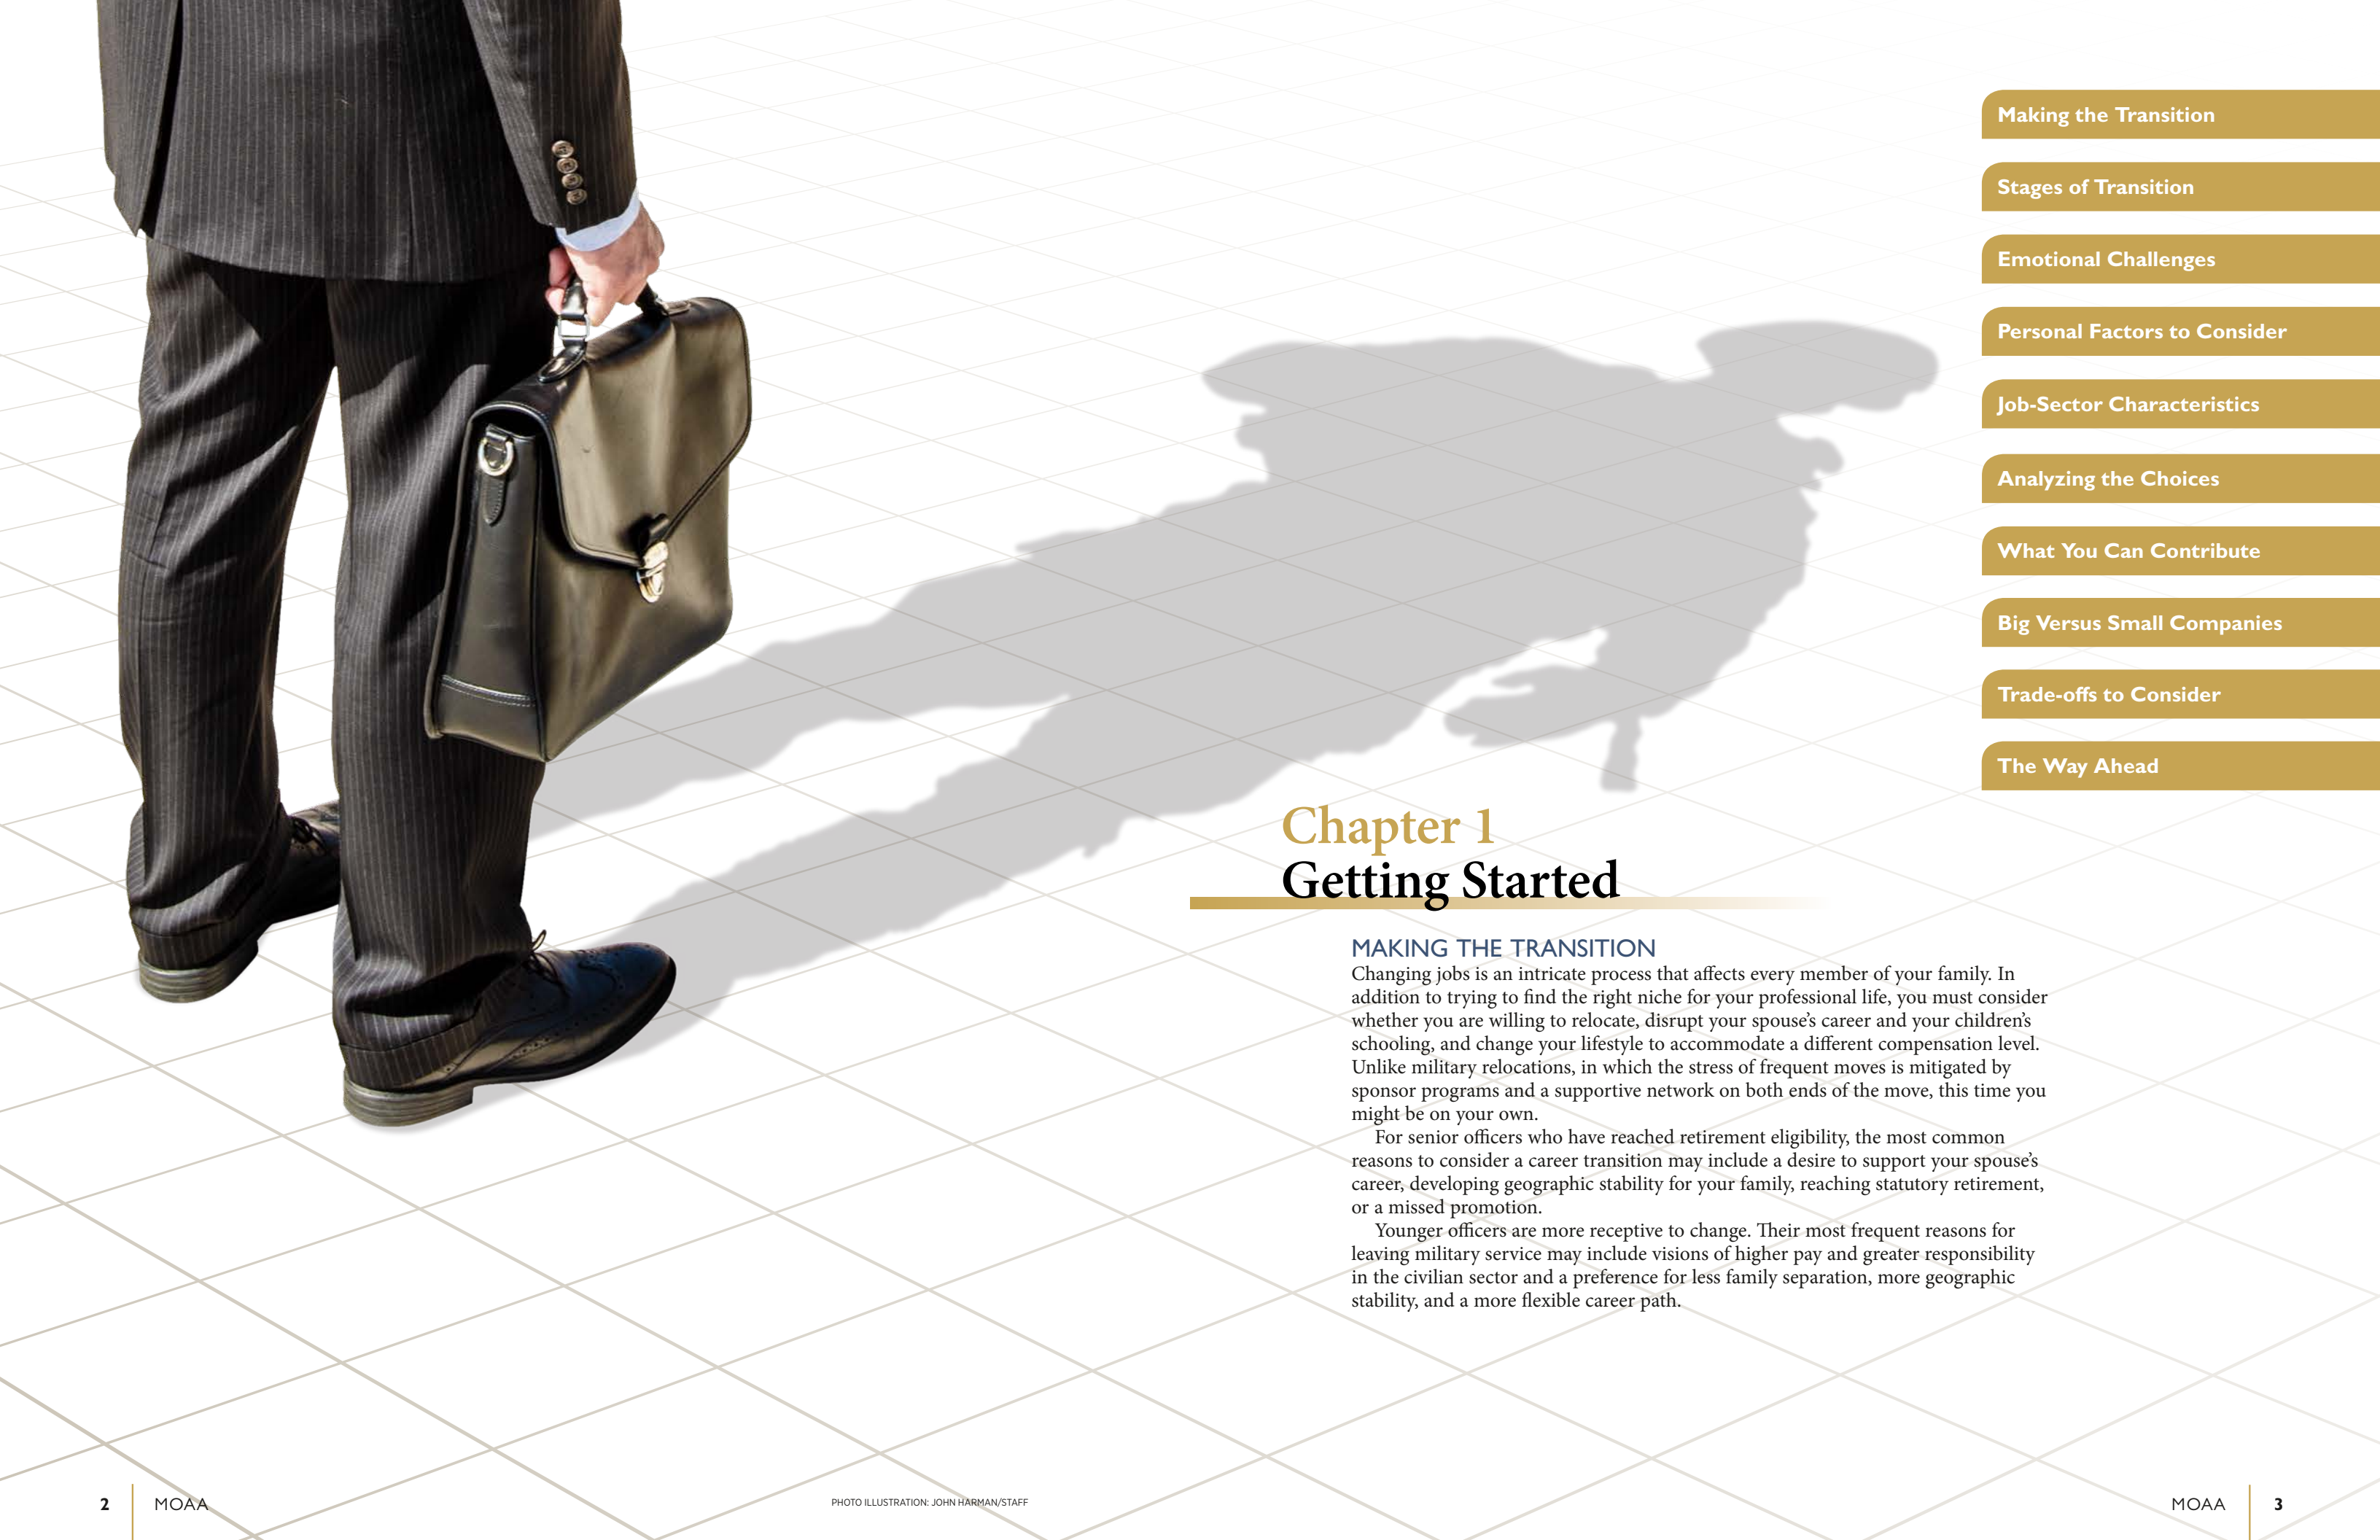 Making the Transition
Stages of Transition
Emotional Challenges
Personal Factors to Consider
Job-Sector Characteristics
Analyzing the Choices
What You Can Contribute
Big Versus Small Companies
Trade-offs to Consider
The Way Ahead
Chapter 1
Getting Started
MAKING THE TRANSITION
Changing jobs is an intricate process that affects every member of your family. In
addition to trying to find the right niche for your professional life, you must consider
whether you are willing to relocate, disrupt your spouse’s career and your children’s
schooling, and change your lifestyle to accommodate a different compensation level.
Unlike military relocations, in which the stress of frequent moves is mitigated by
sponsor programs and a supportive network on both ends of the move, this time you
might be on your own.
For senior officers who have reached retirement eligibility, the most common
reasons to consider a career transition may include a desire to support your spouse’s
career, developing geographic stability for your family, reaching statutory retirement,
or a missed promotion.
Younger officers are more receptive to change. Their most frequent reasons for
leaving military service may include visions of higher pay and greater responsibility
in the civilian sector and a preference for less family separation, more geographic
stability, and a more flexible career path.
2 MOAA
PHOTO ILLUSTRATION: JOHN HARMAN/STAFF
MOAA 3